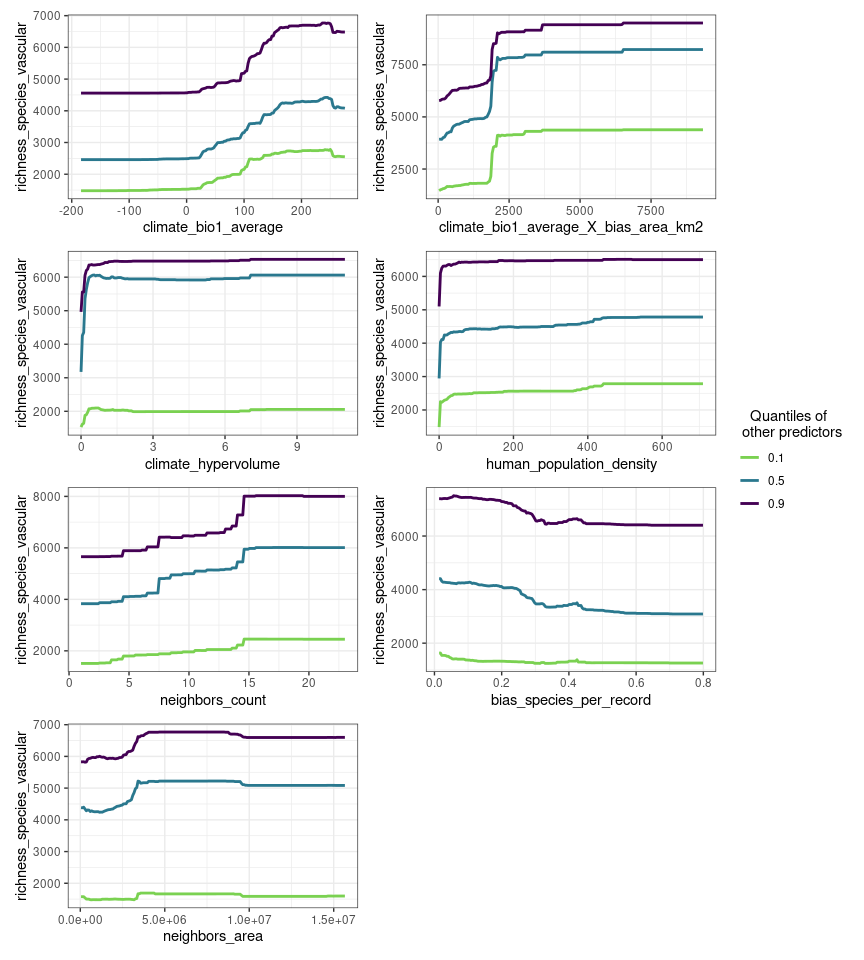 richness_species_vascular
7000
6000
5000
4000
3000
2000
-200 -100 0 100 200
climate_bio1_average
richness_species_vascular
7500
5000
2500
0 2500 5000 7500
climate_bio1_average_X_bias_area_km2
richness_species_vascular
6000
5000
4000
3000
2000
0 3 6 9
climate_hypervolume
richness_species_vascular
6000
5000
4000
3000
2000
0 200 400 600
human_population_density
richness_species_vascular
8000
6000
4000
2000
0 5 10 15 20
neighbors_count
richness_species_vascular
6000
4000
2000
0.0 0.2 0.4 0.6 0.8
bias_species_per_record
richness_species_vascular
7000
6000
5000
4000
3000
2000
0.0e+00 5.0e+06 1.0e+07 1.5e+07
neighbors_area
Quantiles of
other predictors
0.1
0.5
0.9